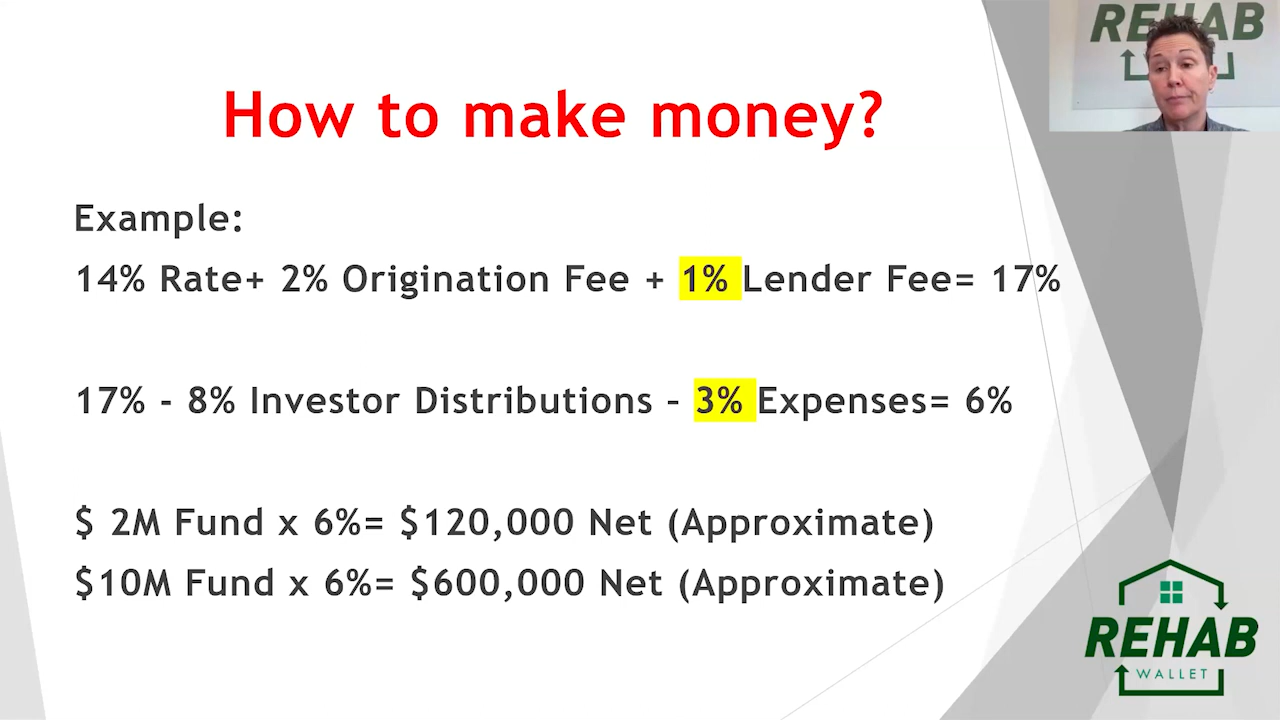 How to make money?
Example:
14% Rate+ 2% Origination Fee + 1% Lender Fee= 17%
17% - 8% Investor Distributions – 3% Expenses= 6%
$ 2M Fund x 6%= $120,000 Net (Approximate)
$10M Fund x 6%= $600,000 Net (Approximate)
REHAB
REHAB
WALLET